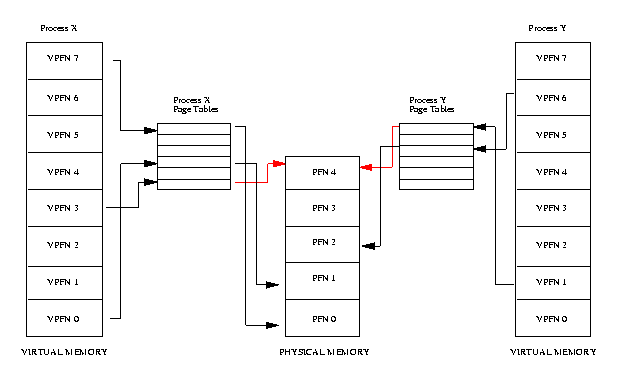 Process X
Process Y
VPFN 7
VPFN 6
VPFN 5
VPFN 4
VPFN 3
VPFN 2
VPFN 1
VPFN 0
VIRTUAL MEMORY
Process X
Page Tables
PFN 4
PFN 3
PFN 2
PFN 1
PFN 0
PHYSICAL MEMORY
Process Y
Page Tables
VPFN 7
VPFN 6
VPFN 5
VPFN 4
VPFN 3
VPFN 2
VPFN 1
VPFN 0
VIRTUAL MEMORY